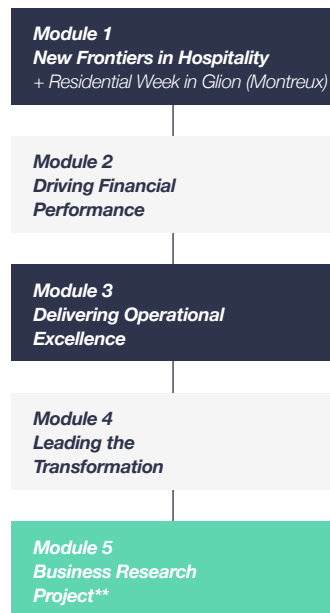 Module 1
New Frontiers in Hospitality
+ Residential Week in Glion (Montreux)
Module 2
Driving Financial
Performance
Module 3
Delivering Operational
Excellence
Module 4
Leading the
Transformation
Module 5
Business Research
Project**